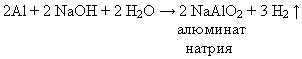 2Al + 2 NaOH + 2 H₂O → 2 NaAlO₂ + 3 H₂ ↑
алюминат
натрия